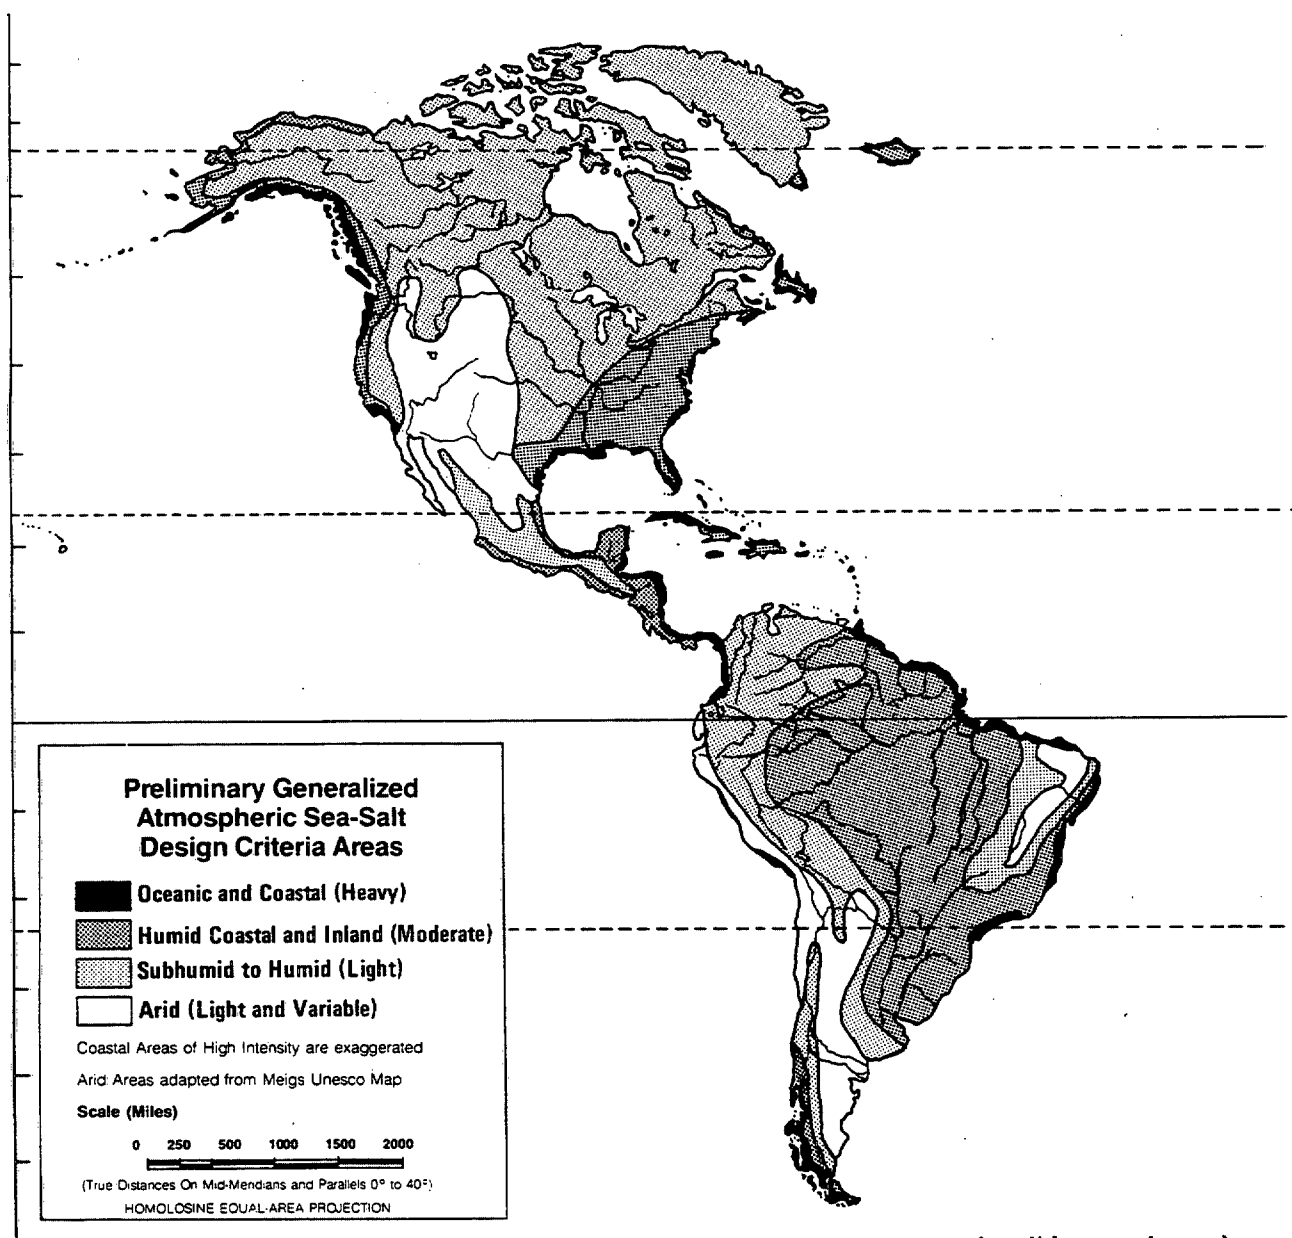 Preliminary Generalized
Atmospheric Sea-Salt
Design Criteria Areas
Oceanic and Coastal (Heavy)
Humid Coastal and Inland (Moderate)
Subhumid to Humid (Light)
Arid (Light and Variable)
Coastal Areas of High Intensity are exaggerated
Arid: Areas adapted from Meigs Unesco Map
Scale (Miles)
0 250 500 1000 1500 2000
(True Distances On Mid-Meridians and Parallels 0° to 40°)
HOMOLOSINE EQUAL-AREA PROJECTION